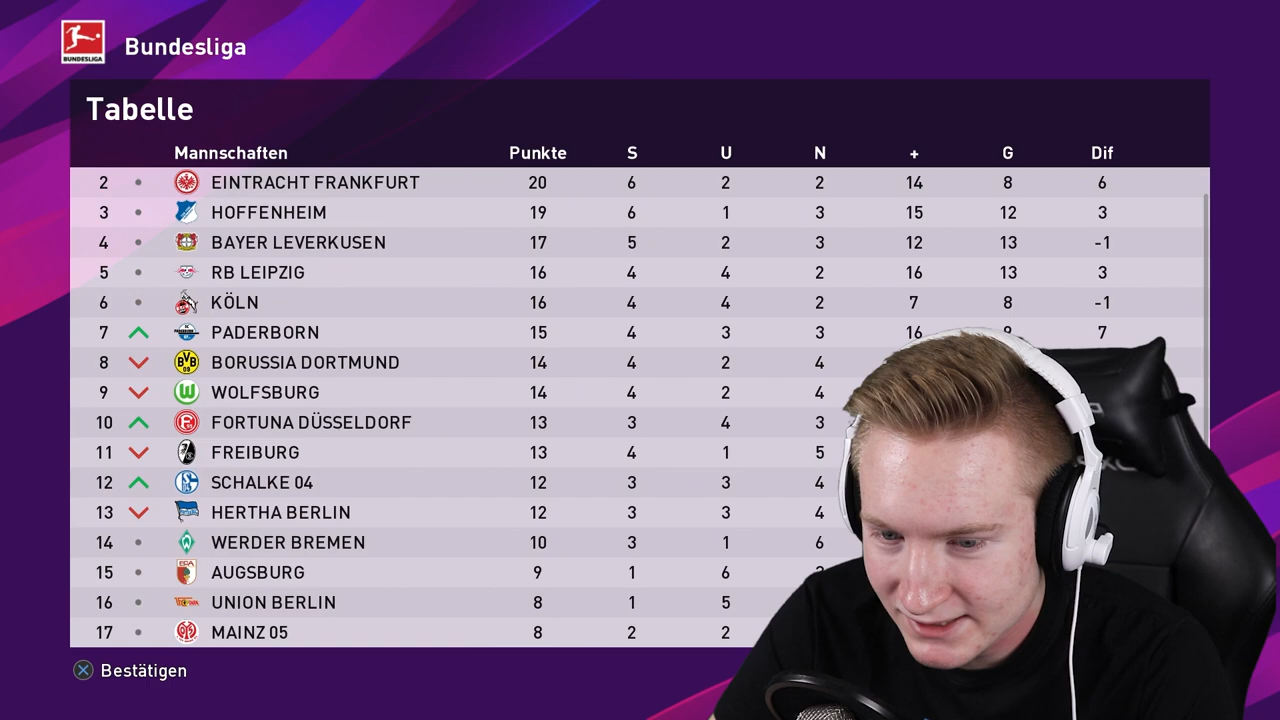 BUNDESLIGA
Bundesliga
Tabelle
Mannschaften Punkte S U N + G Dif
2 EINTRACHT FRANKFURT 20 6 2 2 14 8 6
3 HOFFENHEIM 19 6 1 3 15 12 3
4 BAYER LEVERKUSEN 17 5 2 3 12 13 -1
5 RB LEIPZIG 16 4 4 2 16 13 3
6 KÖLN 16 4 4 2 7 8 -1
7 PADERBORN 15 4 3 3 16 7
8 BVB 09 BORUSSIA DORTMUND 14 4 2 4
9 WOLFSBURG 14 4 2 4
10 FORTUNA DÜSSELDORF 13 3 4 3
11 FREIBURG 13 4 1 5
12 SCHALKE 04 12 3 3 4
13 HERTHA BERLIN 12 3 3 4
14 WERDER BREMEN 10 3 1 6
15 AUGSBURG 9 1 6
16 UNION BERLIN 8 1 5
17 MAINZ 05 8 2 2
Bestätigen